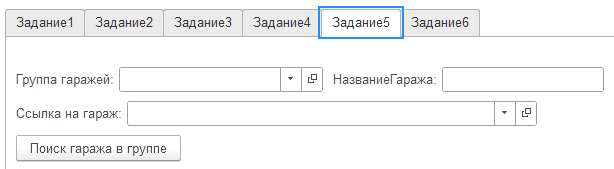 Задание1 Задание2 Задание3 Задание4 Задание5 Задание6
Группа гаражей: НазваниеГаража:
Ссылка на гараж:
Поиск гаража в группе